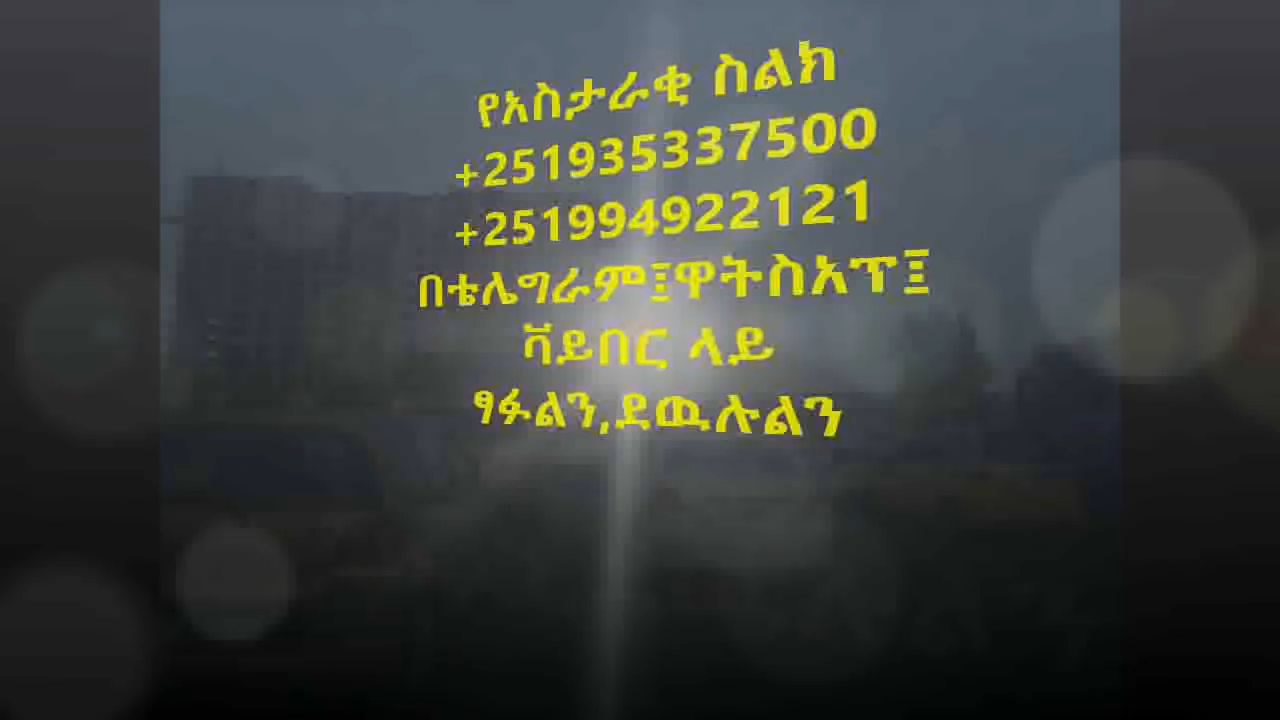 የአስታራቂ ስልክ
+251935337500
+251994922121
በቴሌግራም፤ዋትስአፕ፤
ቫይበር ላይ
ፃፉልን,ደዉሉልን